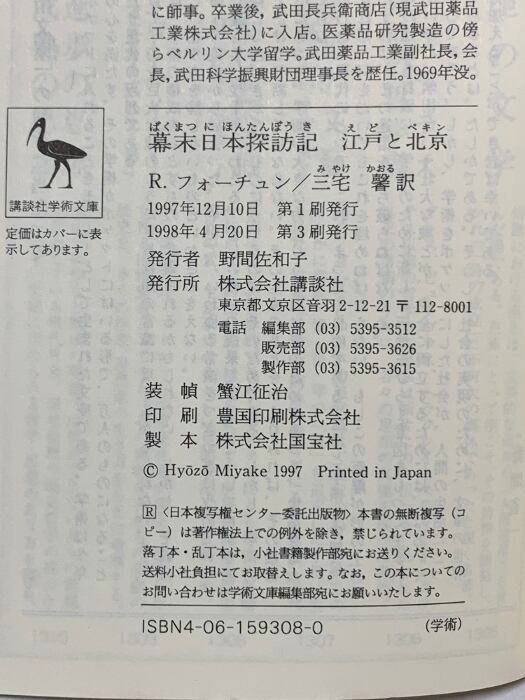 に師事。卒業後，武田長兵衛商店（現武田薬品
工業株式会社）に入店。医薬品研究製造の傍
らベルリン大学留学。武田薬品工業副社長，会
長，武田科学振興財団理事長を歴任。1969年没。
講談社学術文庫
定価はカバーに表
示してあります。
ばくまつにほんたんぼうき　えど　ペキン
幕末日本探訪記　江戸と北京
みやけ　かおる
R. フォーチュン／三宅　馨 訳
1997年12月10日　第1刷発行
1998年4月20日　第3刷発行
発行者　野間佐和子
発行所　株式会社講談社
東京都文京区音羽 2-12-21 〒 112-8001
電話　編集部 (03) 5395-3512
販売部 (03) 5395-3626
製作部 (03) 5395-3615
装　幀　蟹江征治
印　刷　豊国印刷株式会社
製　本　株式会社国宝社
© Hyōzō Miyake 1997　Printed in Japan
R〈日本複写権センター委託出版物〉本書の無断複写（コ
ピー）は著作権法上での例外を除き，禁じられています。
落丁本・乱丁本は，小社書籍製作部宛にお送りください。
送料小社負担にてお取替えします。なお，この本についての
お問い合わせは学術文庫編集部宛にお願いいたします。
ISBN4-06-159308-0　（学術）